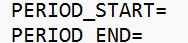 PERIOD_START=
PERIOD END=